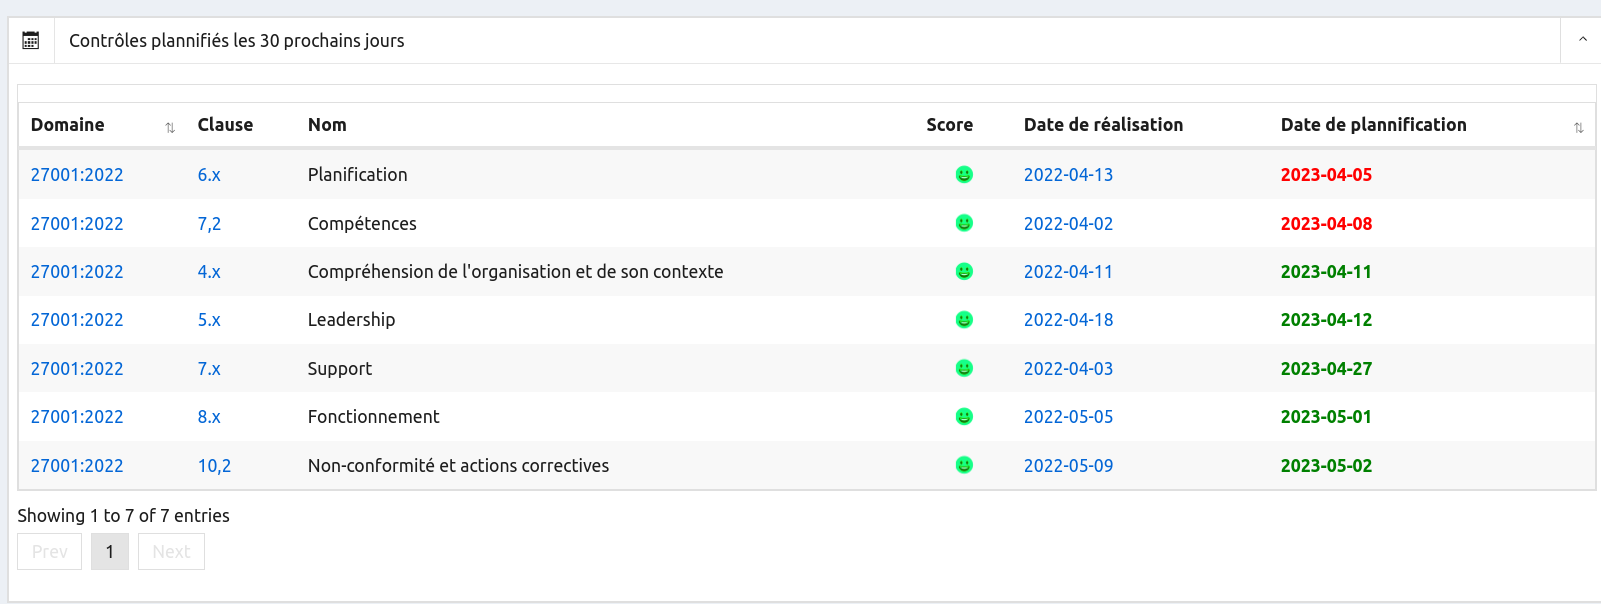 Contrôles plannifiés les 30 prochains jours
Domaine Clause Nom Score Date de réalisation Date de plannification
27001:2022 6.x Planification 2022-04-13 2023-04-05
27001:2022 7,2 Compétences 2022-04-02 2023-04-08
27001:2022 4.x Compréhension de l'organisation et de son contexte 2022-04-11 2023-04-11
27001:2022 5.x Leadership 2022-04-18 2023-04-12
27001:2022 7.x Support 2022-04-03 2023-04-27
27001:2022 8.x Fonctionnement 2022-05-05 2023-05-01
27001:2022 10,2 Non-conformité et actions correctives 2022-05-09 2023-05-02
Showing 1 to 7 of 7 entries
Prev 1 Next